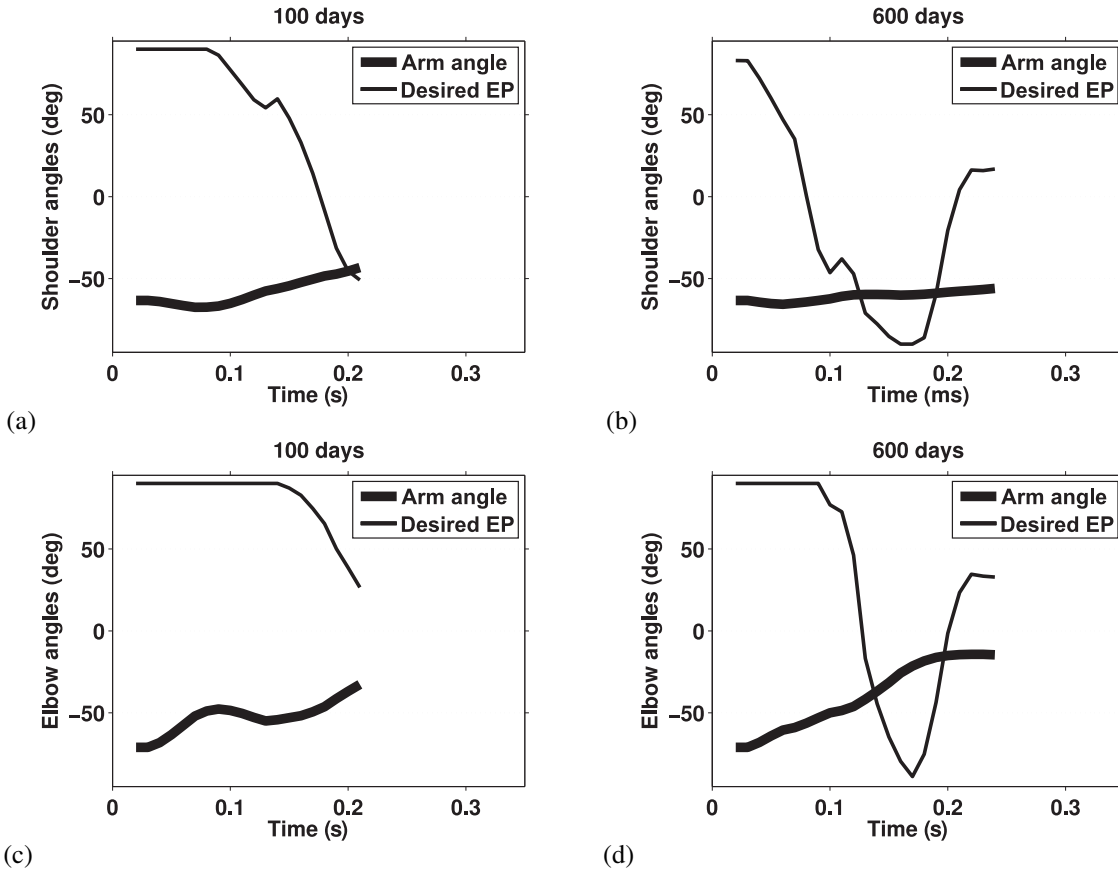 100 days
Shoulder angles (deg)
50
0
−50
Arm angle
Desired EP
0
0.1
0.2
0.3
Time (s)
(a)
600 days
Shoulder angles (deg)
50
0
−50
Arm angle
Desired EP
0
0.1
0.2
0.3
Time (ms)
(b)
100 days
Elbow angles (deg)
50
0
−50
Arm angle
Desired EP
0
0.1
0.2
0.3
Time (s)
(c)
600 days
Elbow angles (deg)
50
0
−50
Arm angle
Desired EP
0
0.1
0.2
0.3
Time (s)
(d)